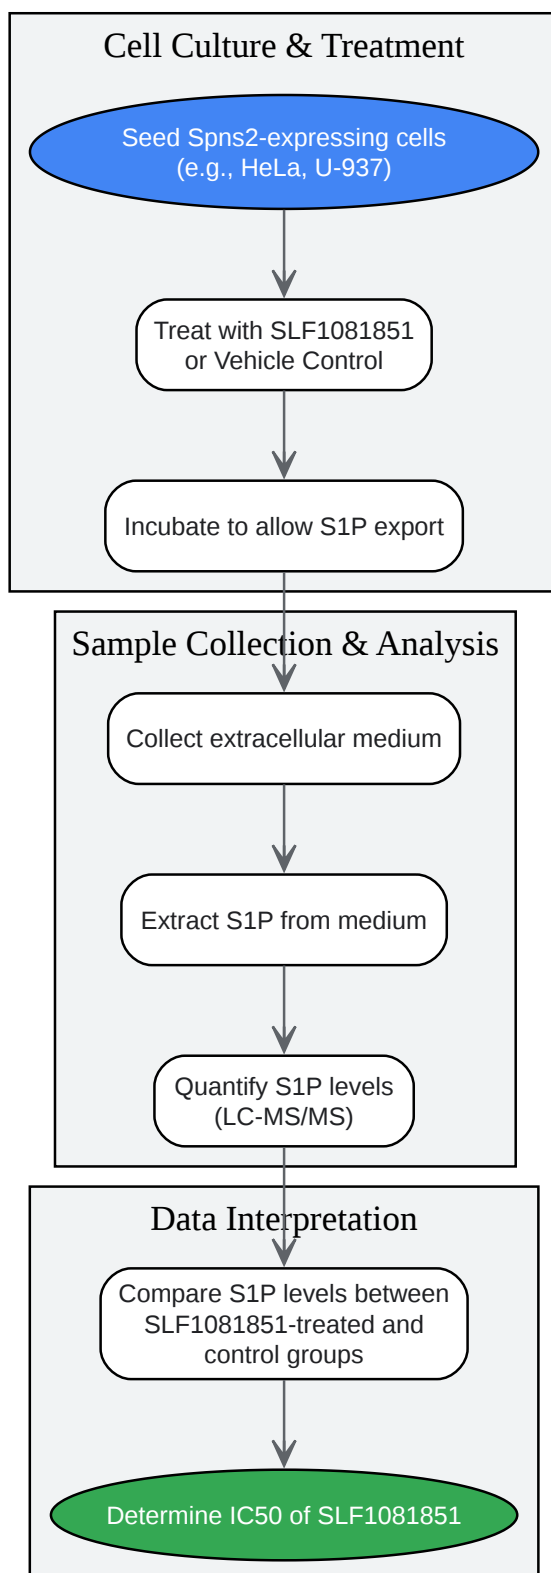 Cell Culture & Treatment
Seed Spns2-expressing cells
(e.g., HeLa, U-937)
Treat with SLF1081851
or Vehicle Control
Incubate to allow S1P export
Sample Collection & Analysis
Collect extracellular medium
Extract S1P from medium
Quantify S1P levels
(LC-MS/MS)
Data Interpretation
Compare S1P levels between
SLF1081851-treated and
control groups
Determine IC50 of SLF1081851